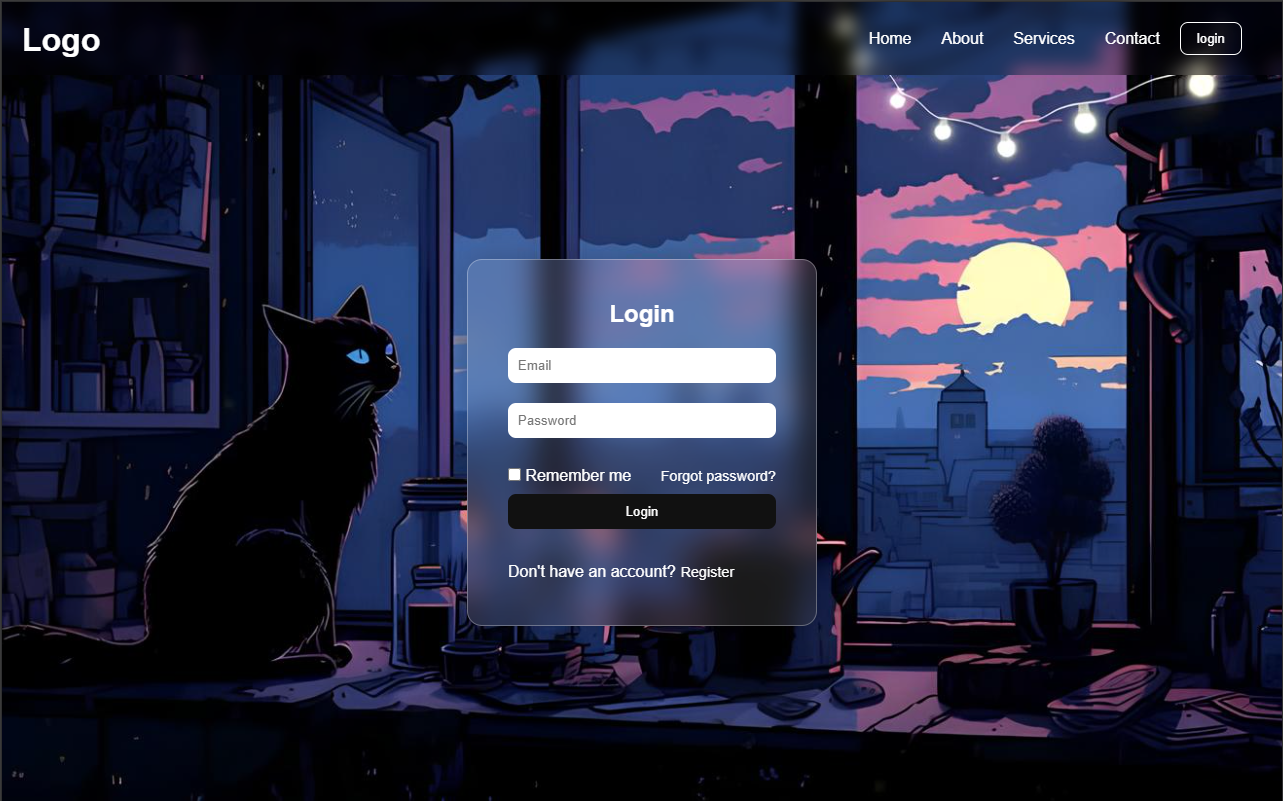 Logo
Home About Services Contact login
Login
Email
Password
Remember me Forgot password?
Login
Don't have an account? Register